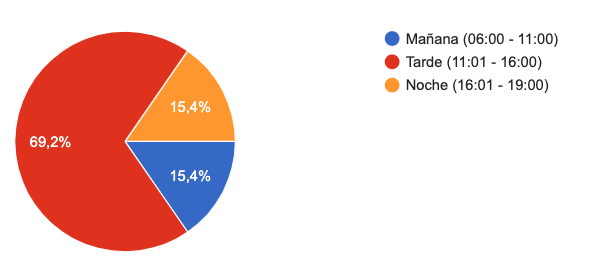 Mañana (06:00 - 11:00)
Tarde (11:01 - 16:00)
Noche (16:01 - 19:00)
15,4%
69,2%
15,4%